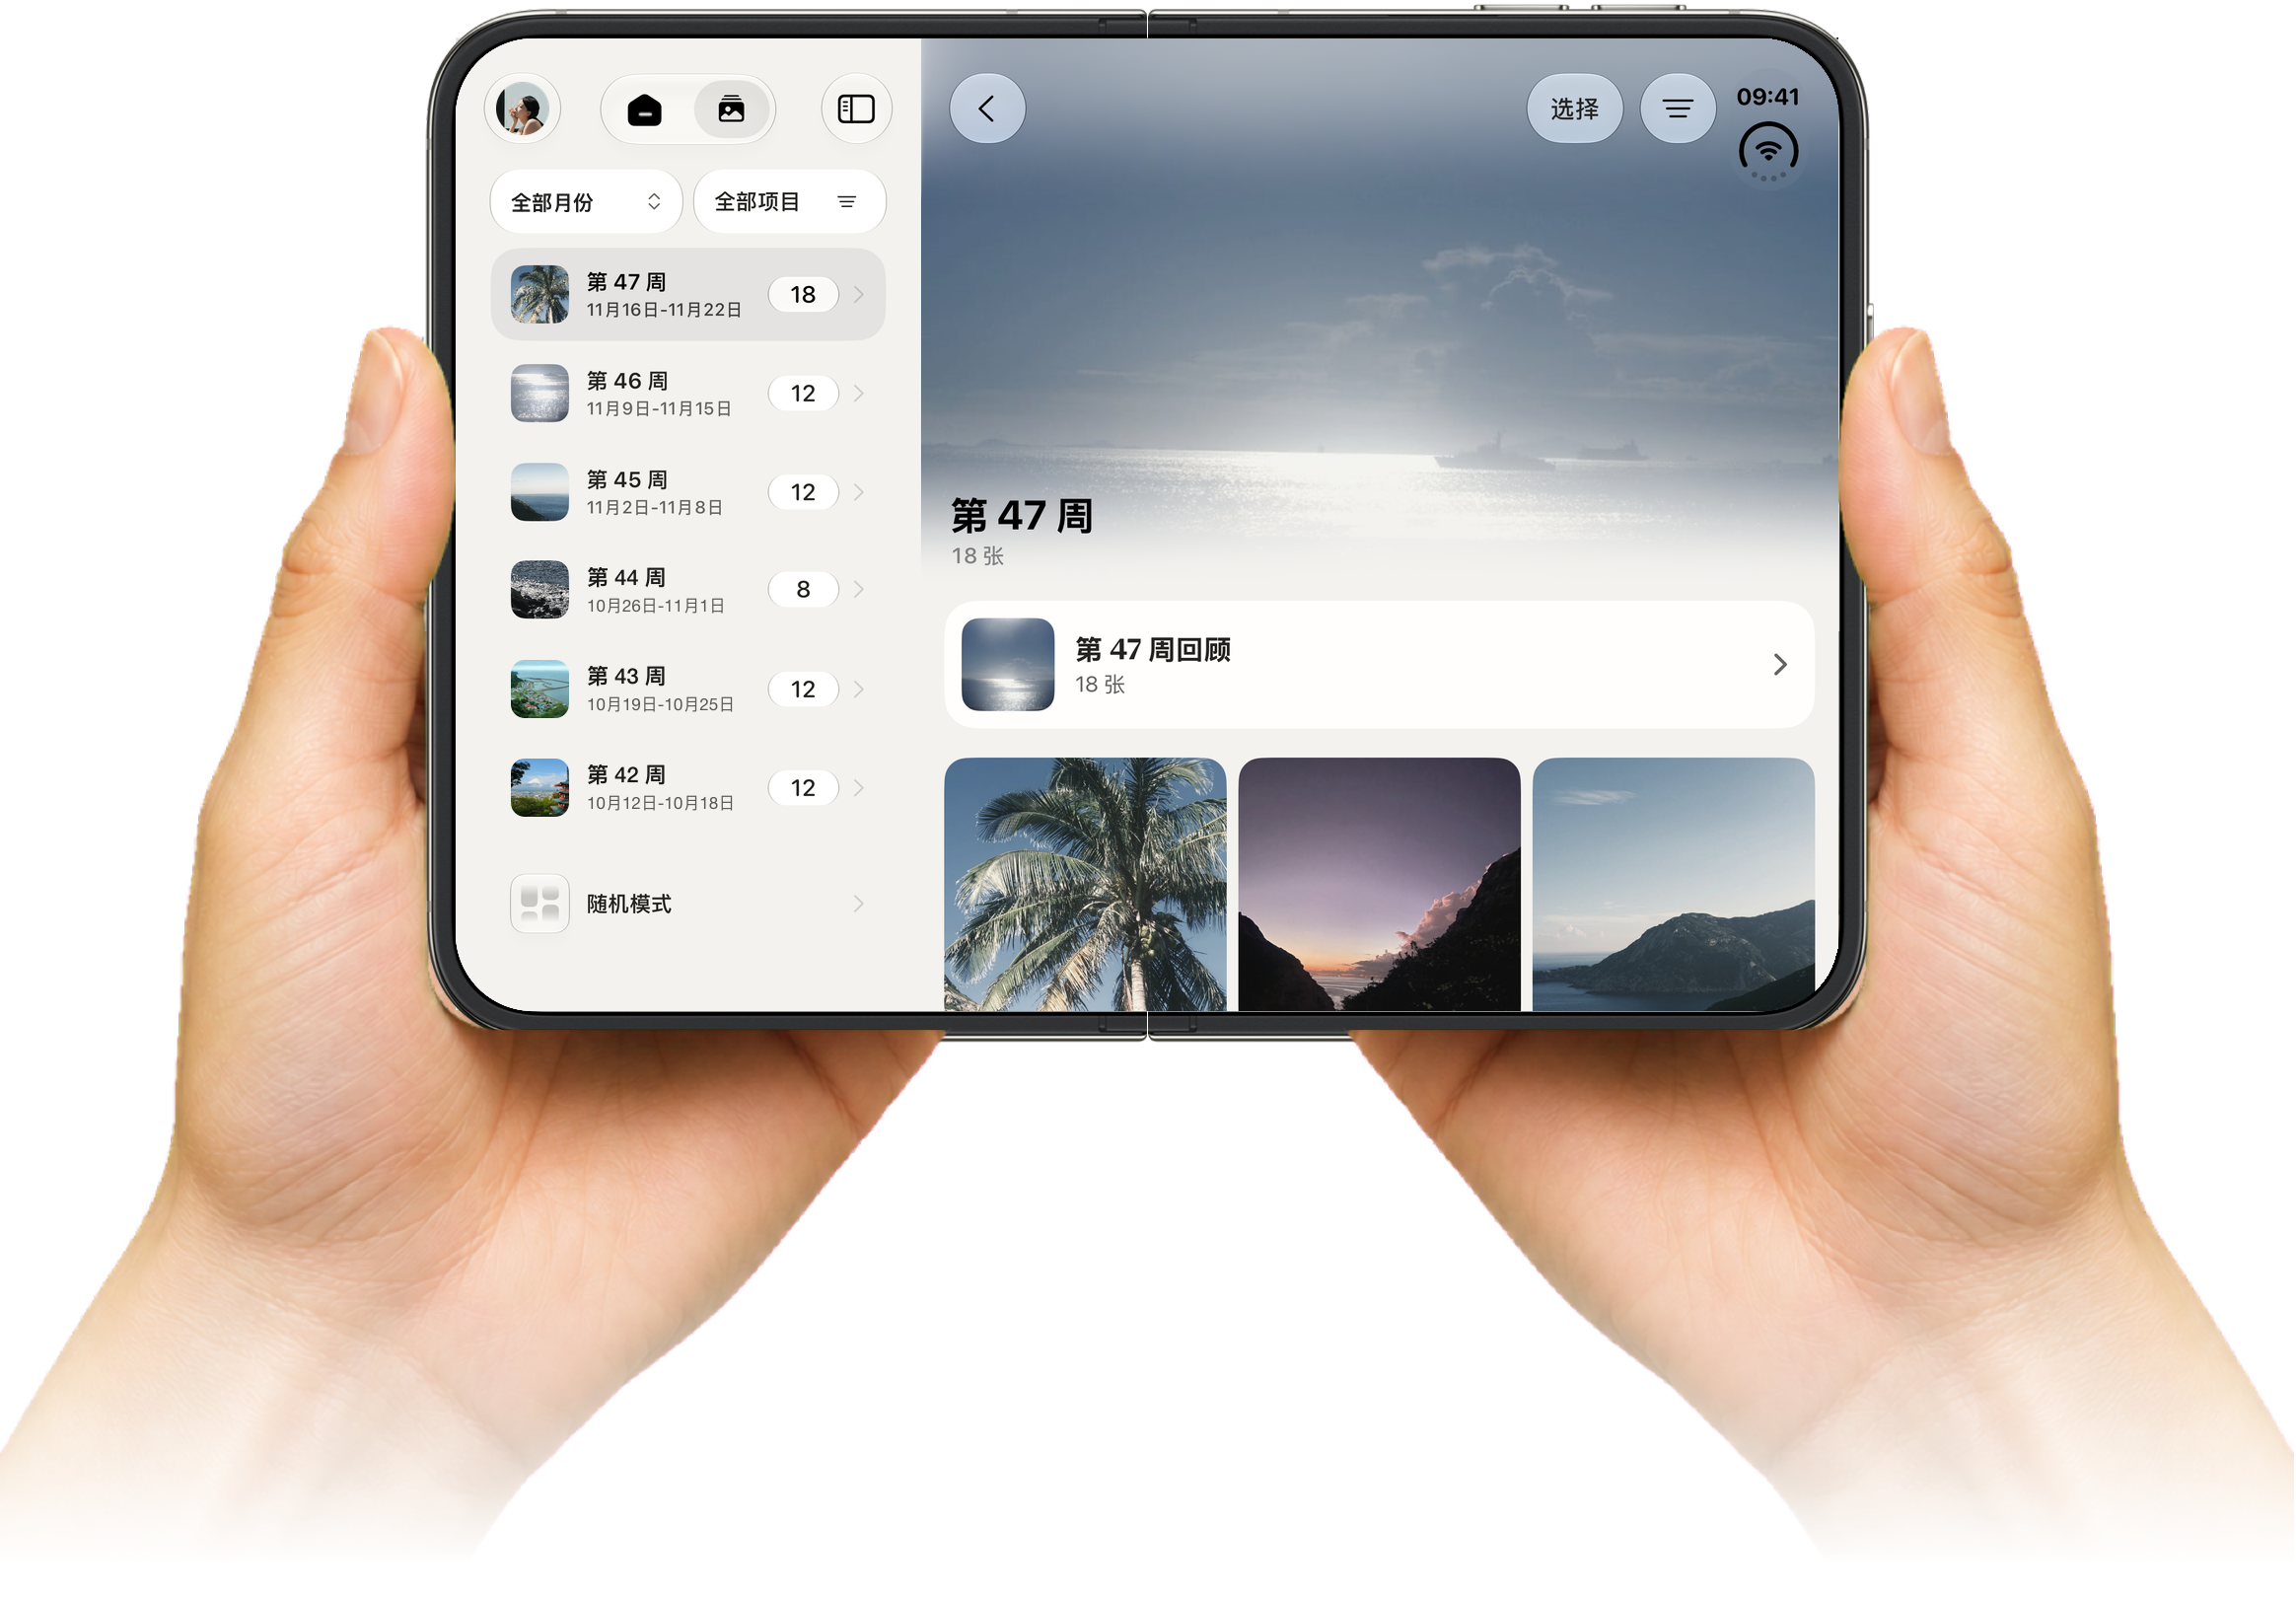 全部月份
全部项目
第 47 周
11月16日-11月22日
18
第 46 周
11月9日-11月15日
12
第 45 周
11月2日-11月8日
12
第 44 周
10月26日-11月1日
8
第 43 周
10月19日-10月25日
12
第 42 周
10月12日-10月18日
12
随机模式
选择
09:41
第 47 周
18 张
第 47 周回顾
18 张